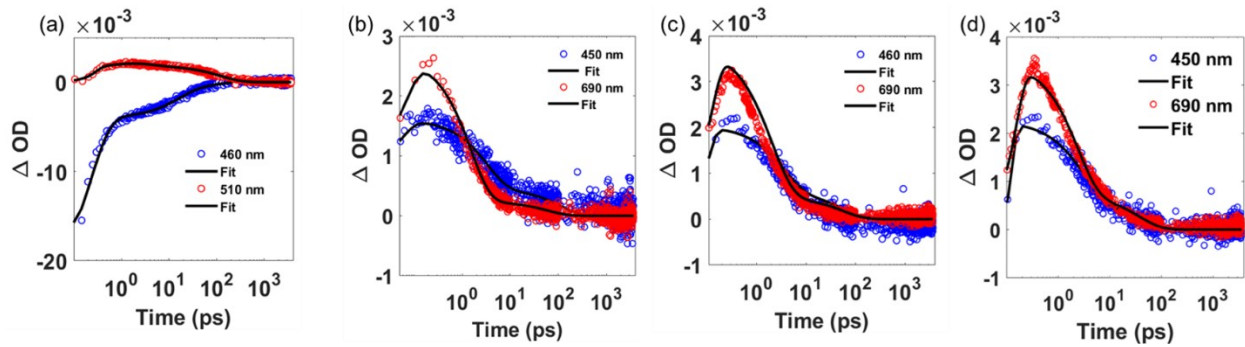 (a) ×10⁻³
5
0
-10
-20
Δ OD
460 nm
Fit
510 nm
Fit
10⁰ 10¹ 10² 10³
Time (ps)
(b) ×10⁻³
3
2
1
0
-1
Δ OD
450 nm
Fit
690 nm
Fit
10⁰ 10¹ 10² 10³
Time (ps)
(c) ×10⁻³
4
3
2
1
0
-1
Δ OD
460 nm
Fit
690 nm
Fit
10⁰ 10¹ 10² 10³
Time (ps)
(d) ×10⁻³
4
3
2
1
0
-1
Δ OD
450 nm
Fit
690 nm
Fit
10⁰ 10¹ 10² 10³
Time (ps)